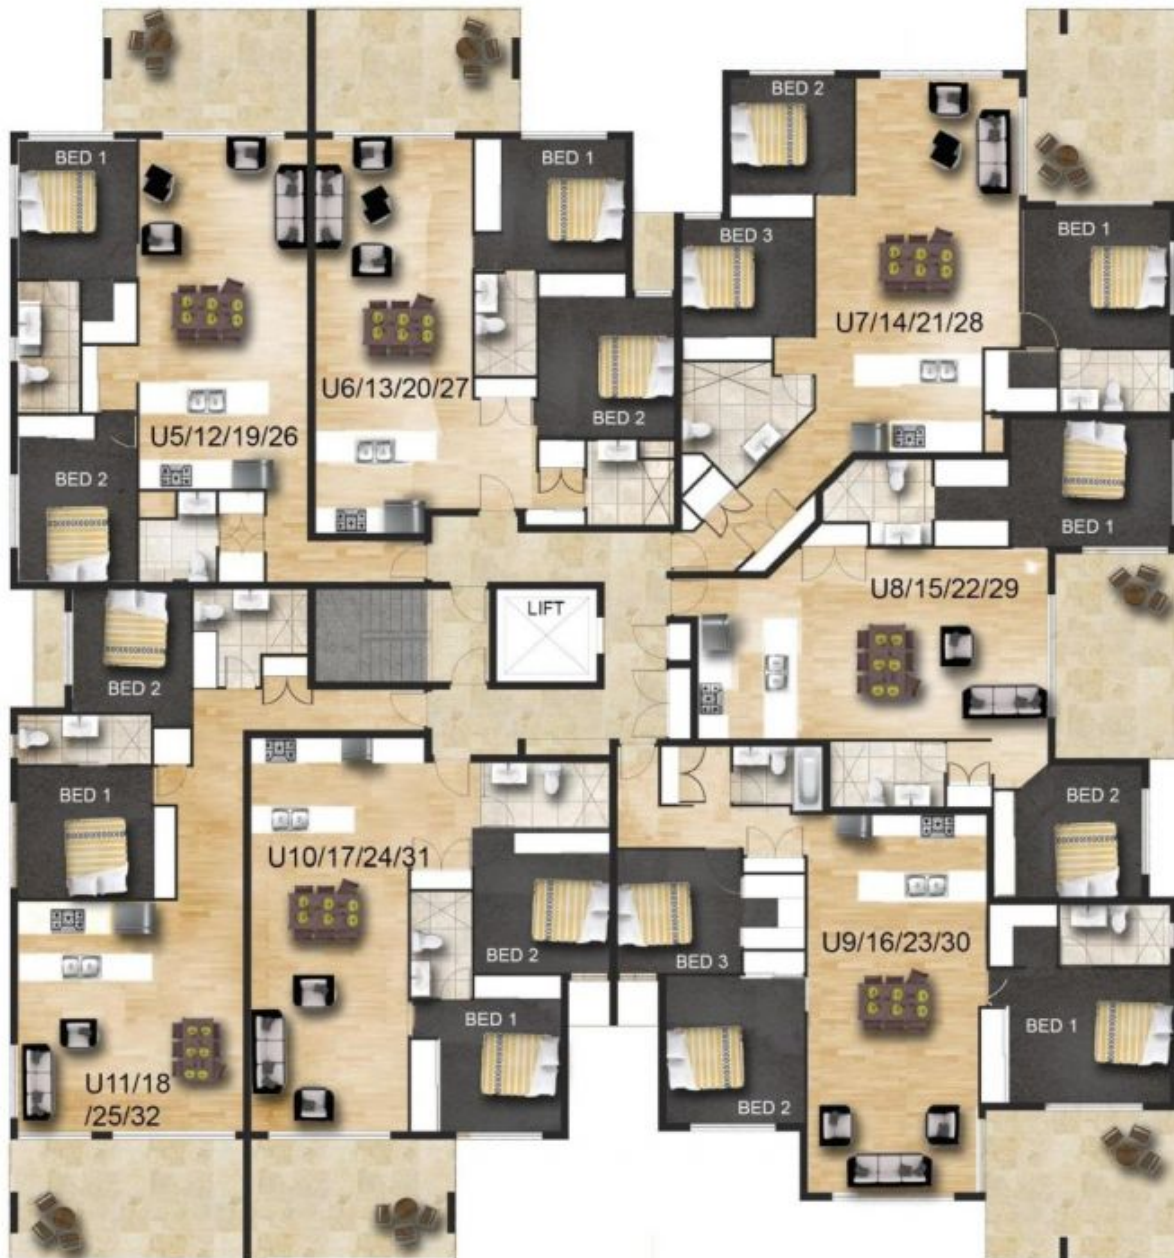 BED 2
BED 1
BED 1
BED 1
BED 3
U7/14/21/28
U6/13/20/27
BED 2
U5/12/19/26
BED 2
BED 1
U8/15/22/29
LIFT
BED 2
BED 1
BED 2
U10/17/24/31
U9/16/23/30
BED 2
BED 3
BED 1
BED 1
U11/18
/25/32
BED 2